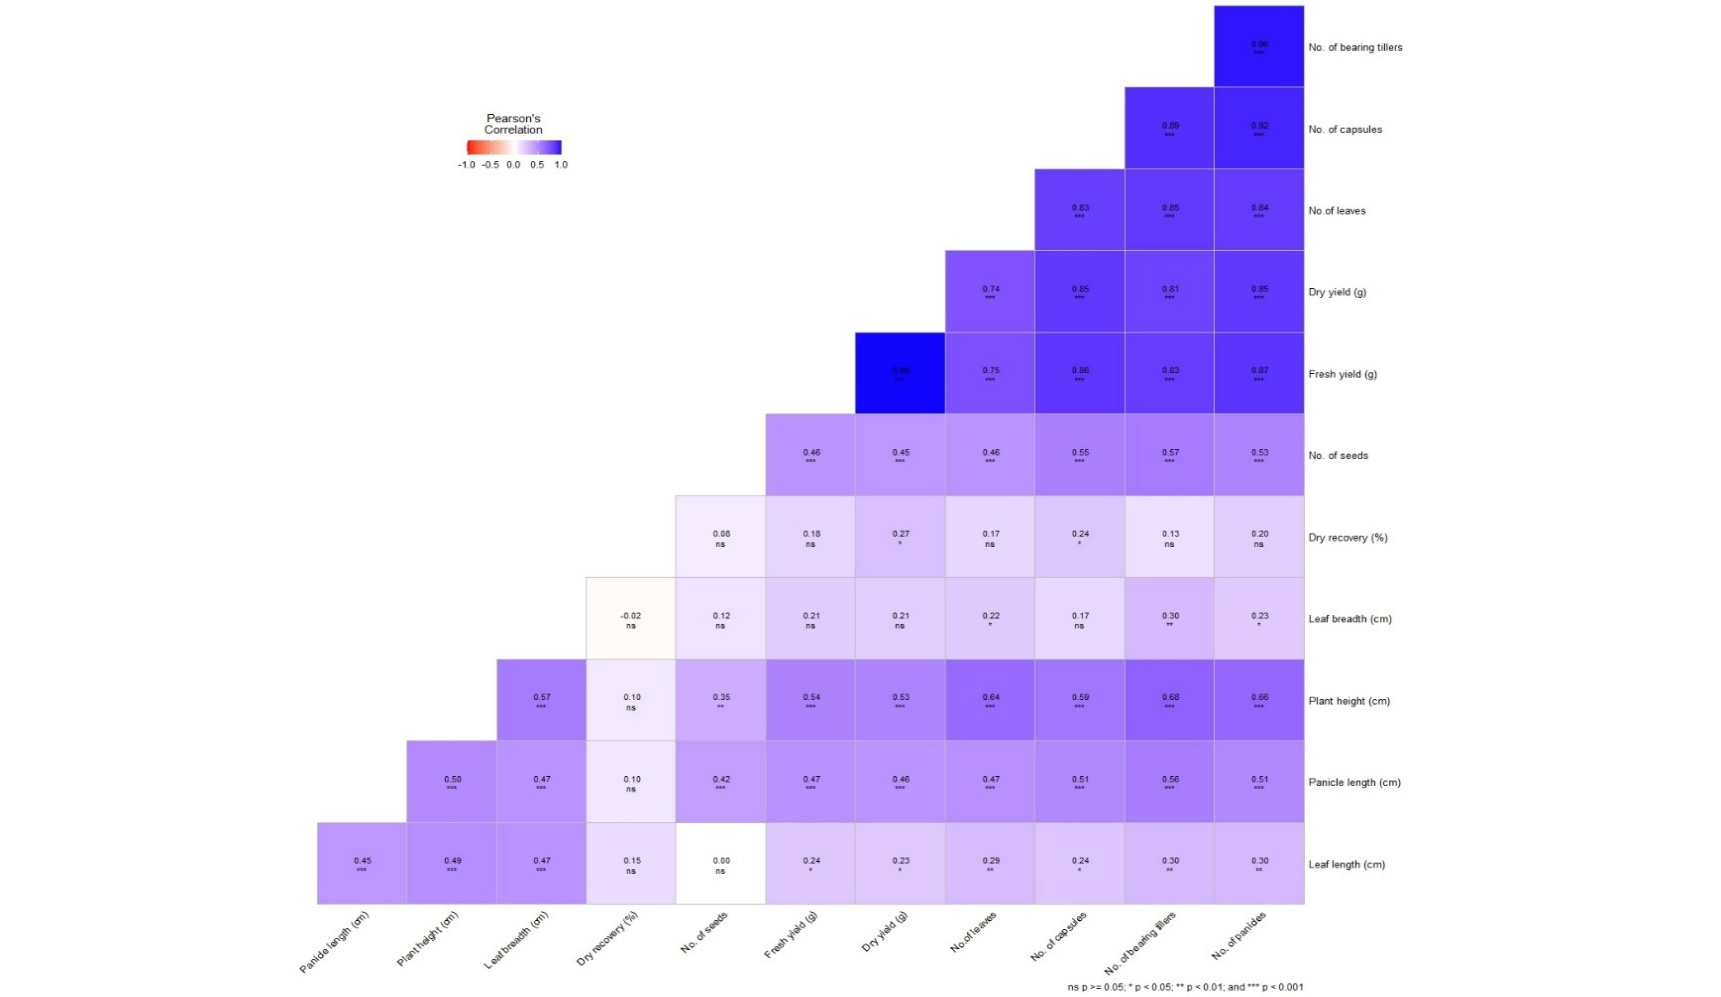 0.96
***
No. of bearing tillers
Pearson's
Correlation
-1.0 -0.5 0.0 0.5 1.0
0.89 0.92
*** ***
No. of capsules
0.83 0.85 0.84
*** *** ***
No.of leaves
0.74 0.85 0.81 0.85
*** *** *** ***
Dry yield (g)
0.75 0.86 0.83 0.87
*** *** *** *** ***
Fresh yield (g)
0.46 0.45 0.46 0.55 0.57 0.53
*** *** *** *** *** ***
No. of seeds
0.08 0.18 0.27 0.17 0.24 0.13 0.20
ns ns * ns * ns ns
Dry recovery (%)
-0.02 0.12 0.21 0.21 0.22 0.17 0.30 0.23
ns ns ns ns * ns ** *
Leaf breadth (cm)
0.57 0.10 0.35 0.54 0.53 0.64 0.59 0.68 0.66
*** ns ** *** *** *** *** *** ***
Plant height (cm)
0.50 0.47 0.10 0.42 0.47 0.46 0.47 0.51 0.56 0.51
*** *** ns *** *** *** *** *** *** ***
Panicle length (cm)
0.45 0.49 0.47 0.15 0.00 0.24 0.23 0.29 0.24 0.30 0.30
*** *** *** ns ns * * ** * ** **
Leaf length (cm)
Panicle length (cm)
Plant height (cm)
Leaf breadth (cm)
Dry recovery (%)
No. of seeds
Fresh yield (g)
Dry yield (g)
No.of leaves
No. of capsules
No. of bearing tillers
No. of panicles
ns p >= 0.05; * p < 0.05; ** p < 0.01; and *** p < 0.001